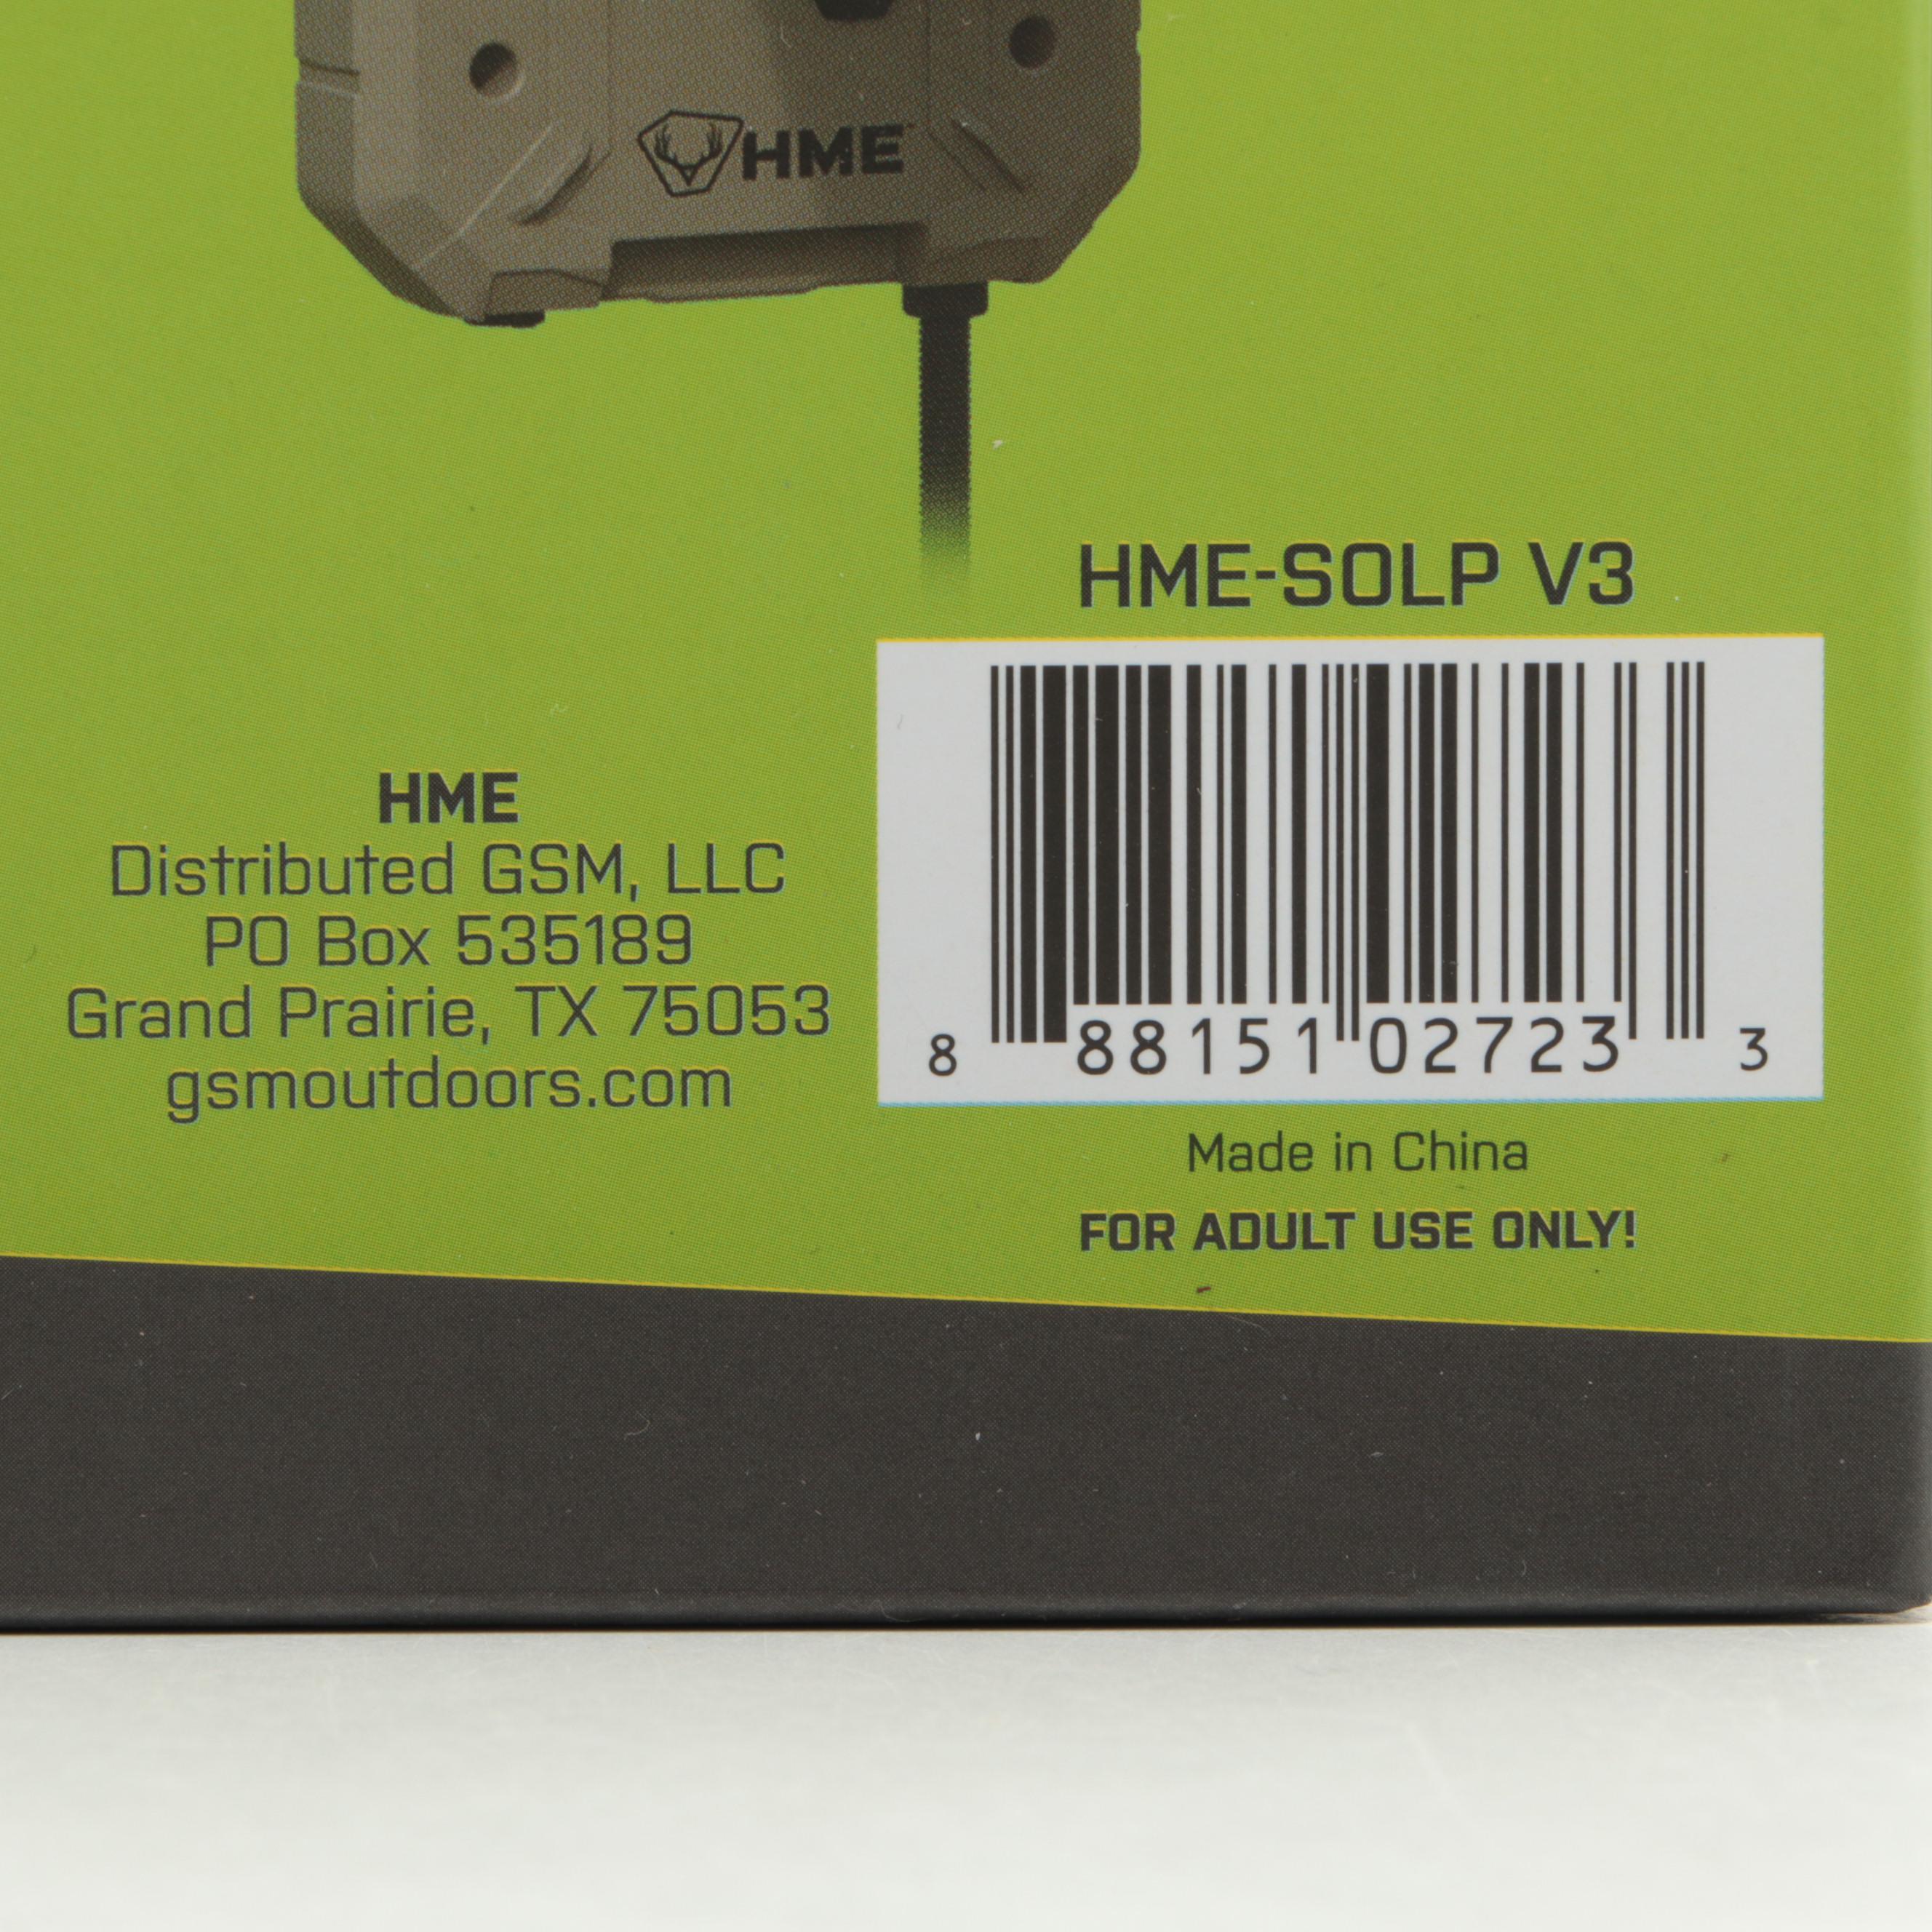 HME™
HME-SOLP V3
HME
Distributed GSM, LLC
PO Box 535189
Grand Prairie, TX 75053
gsmoutdoors.com
8 88151 02723 3
Made in China
FOR ADULT USE ONLY!